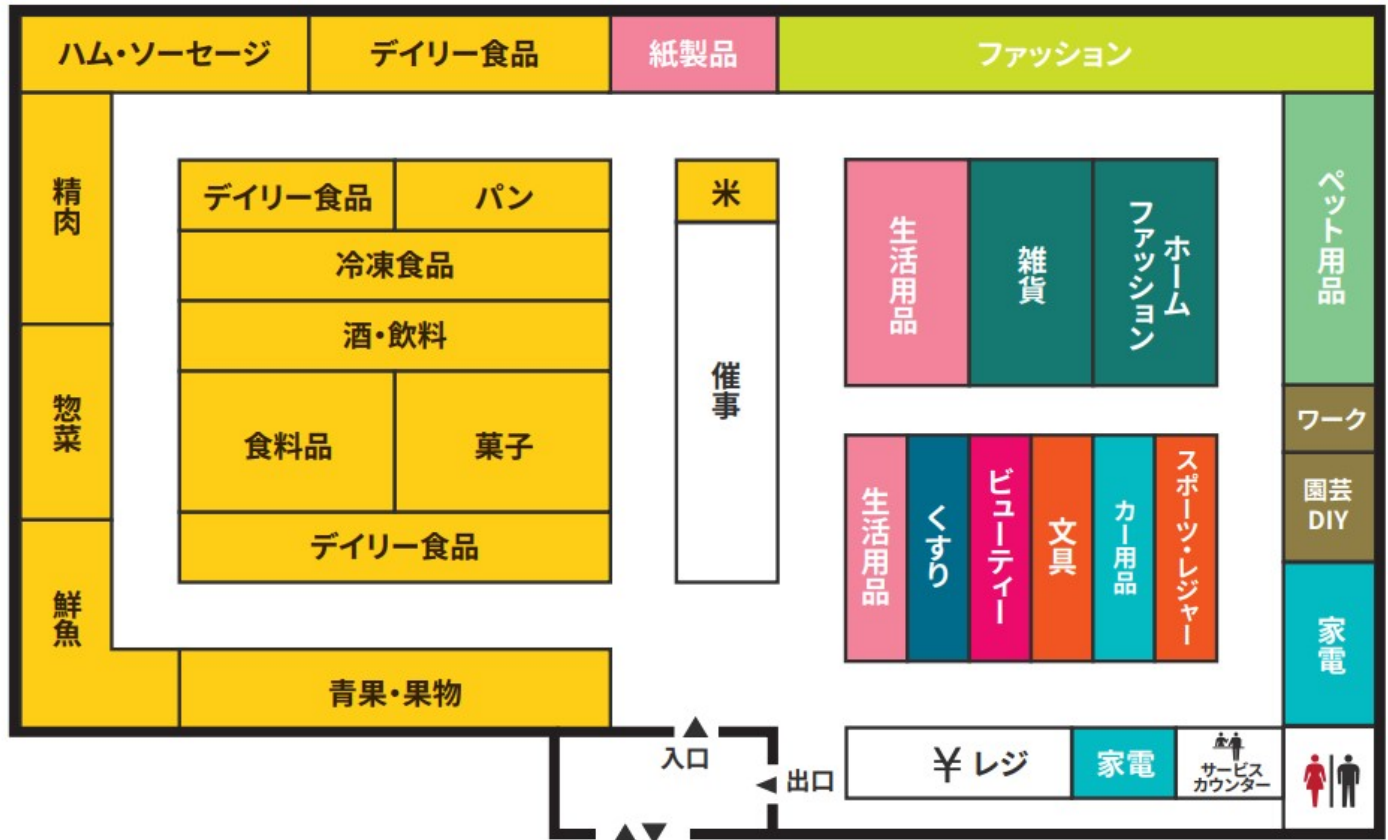 ハム・ソーセージ
デイリー食品
紙製品
ファッション
精肉
惣菜
鮮魚
デイリー食品
パン
冷凍食品
酒・飲料
食料品
菓子
デイリー食品
青果・果物
米
催事
生活用品
雑貨
ホーム
ファッション
ペット用品
ワーク
園芸
DIY
家電
生活用品
くすり
ビューティー
文具
カー用品
スポーツ・レジャー
入口
出口
¥ レジ
家電
サービス
カウンター